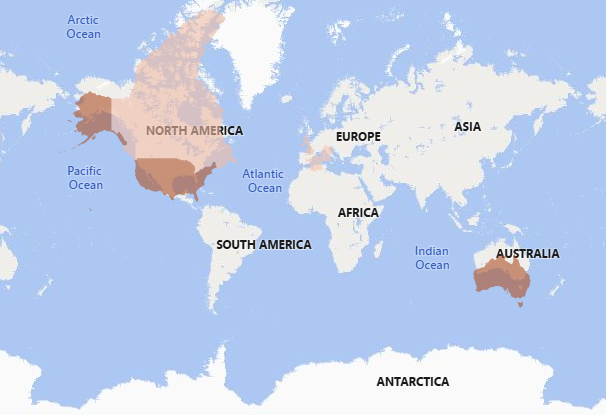 Arctic
Ocean
NORTH AMERICA
EUROPE
ASIA
Pacific
Ocean
Atlantic
Ocean
AFRICA
SOUTH AMERICA
Indian
Ocean
AUSTRALIA
ANTARCTICA